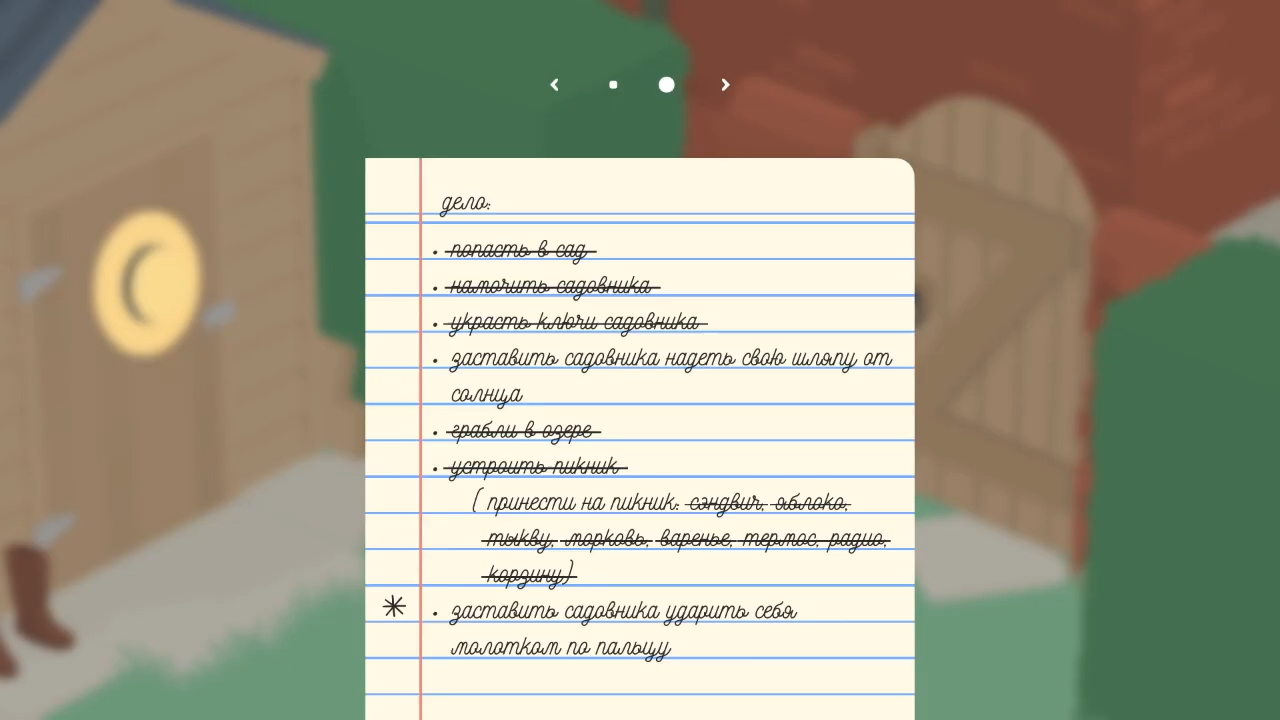 дело:
• попасть в сад
• намочить садовника
• украсть ключи садовника
• заставить садовника надеть свою шляпу от
солнца
• грабли в озере
• устроить пикник
( принести на пикник: сэндвич, яблоко,
тыкву, морковь, варенье, термос, радио,
корзину)
• заставить садовника ударить себя
молотком по пальцу